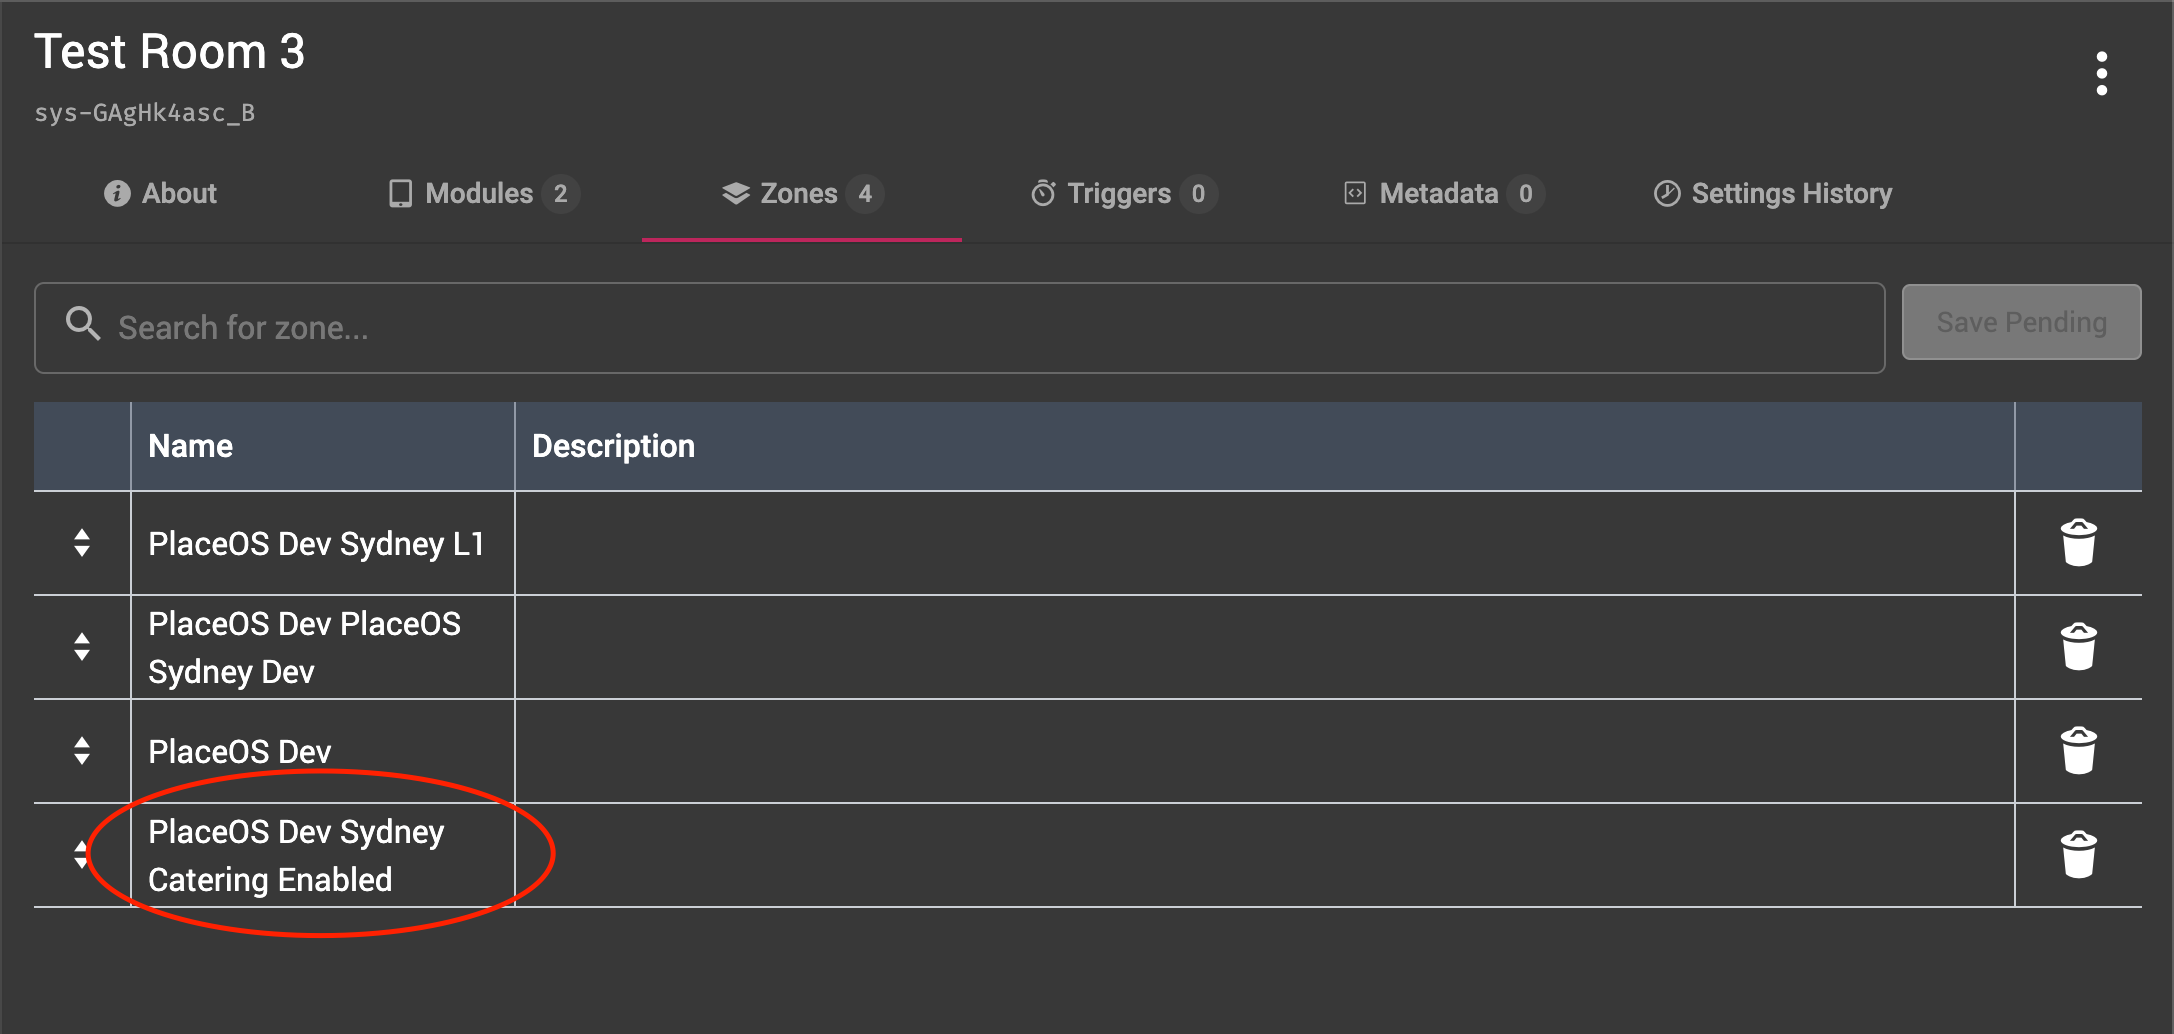 Test Room 3
sys-GAgHk4asc_B
About
Modules 2
Zones 4
Triggers 0
Metadata 0
Settings History
Search for zone...
Save Pending
Name
Description
PlaceOS Dev Sydney L1
PlaceOS Dev PlaceOS
Sydney Dev
PlaceOS Dev
PlaceOS Dev Sydney
Catering Enabled